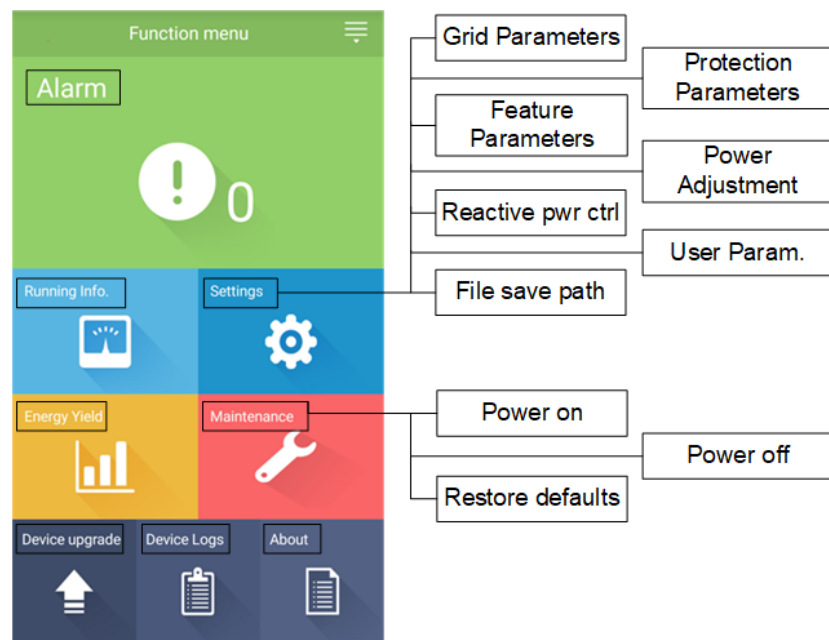 Function menu
Alarm
0
Running Info.
Settings
Energy Yield
Maintenance
Device upgrade
Device Logs
About
Grid Parameters
Protection
Parameters
Feature
Parameters
Power
Adjustment
Reactive pwr ctrl
User Param.
File save path
Power on
Power off
Restore defaults